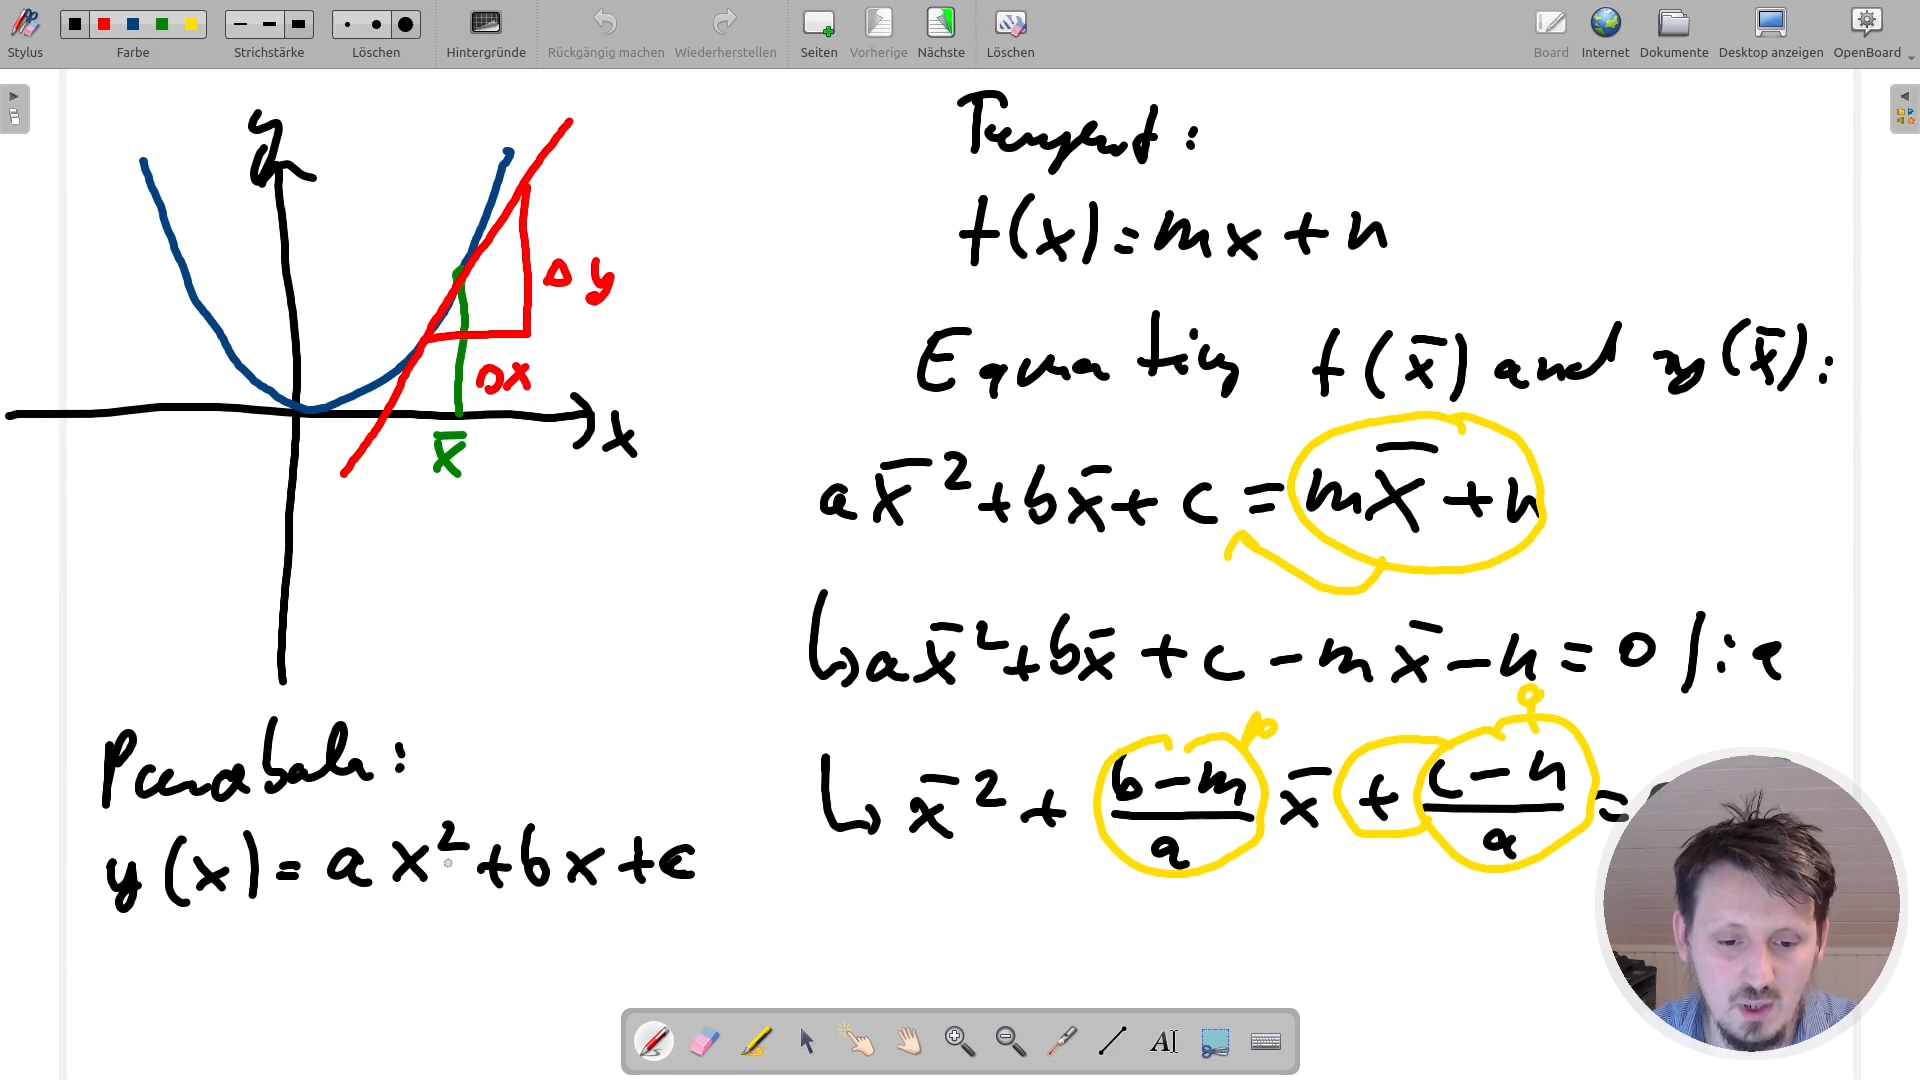 Stylus
Farbe
Strichstärke
Löschen
Hintergründe
Rückgängig machen
Wiederherstellen
Seiten
Vorherige
Nächste
Löschen
Board
Internet
Dokumente
Desktop anzeigen
OpenBoard
y
x
Δy
Δx
x̄
Parabola:
y(x) = ax² + bx + c
Tangent:
f(x) = mx + n
Equating f(x̄) and y(x̄):
ax̄² + bx̄ + c = mx̄ + n
↳ ax̄² + bx̄ + c - mx̄ - n = 0 | : a
p
q
↳ x̄² + (b - m)/a x̄ + (c - n)/a =
AI